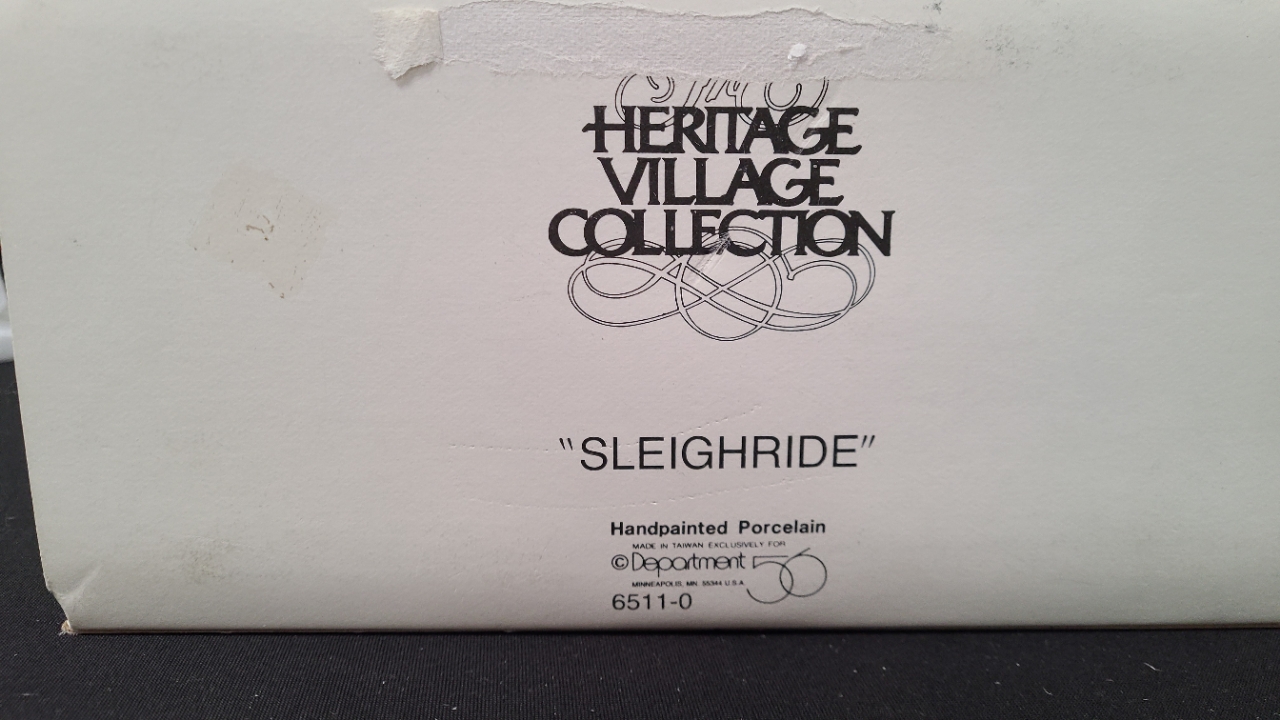 HERITAGE
VILLAGE
COLLECTION
"SLEIGHRIDE"
Handpainted Porcelain
MADE IN TAIWAN EXCLUSIVELY FOR
©Department 56
MINNEAPOLIS, MN 55344 U.S.A.
6511-0